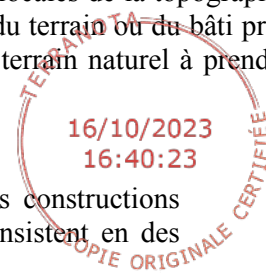 du terrain ou du bâti pr
terrain naturel à prend
TERRANOTA
16/10/2023
16:40:23
COPIE ORIGINALE CERTIFIÉE
s constructions
nsistent en des